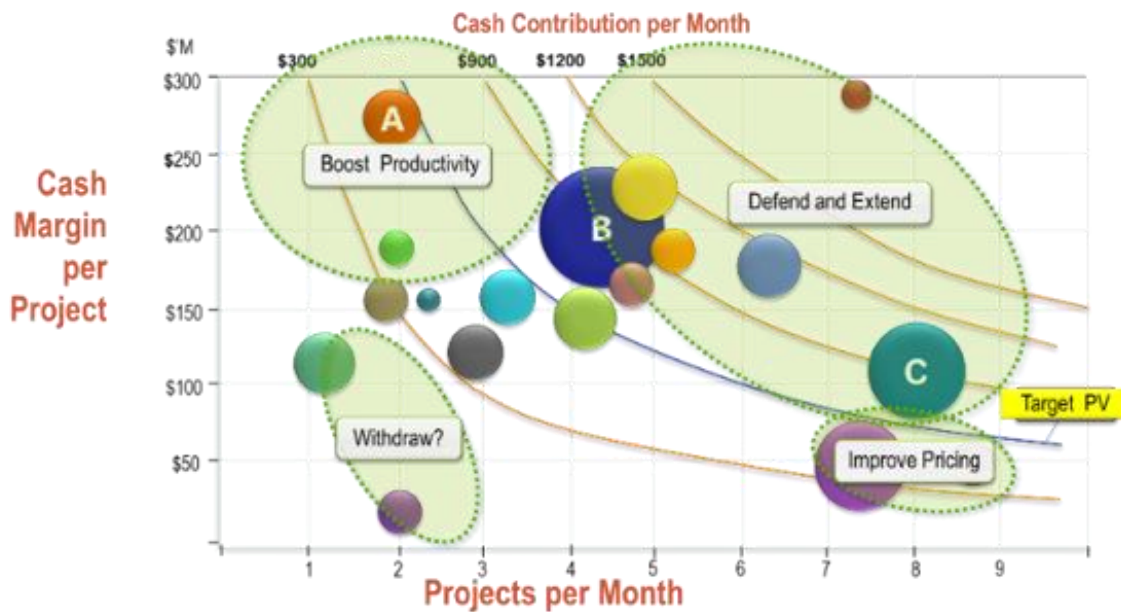 Cash Contribution per Month
$'M
$300 $900 $1200 $1500
$300
$250
$200
$150
$100
$50
Cash
Margin
per
Project
A
Boost Productivity
B
Defend and Extend
C
Target PV
Withdraw?
Improve Pricing
1 2 3 4 5 6 7 8 9
Projects per Month